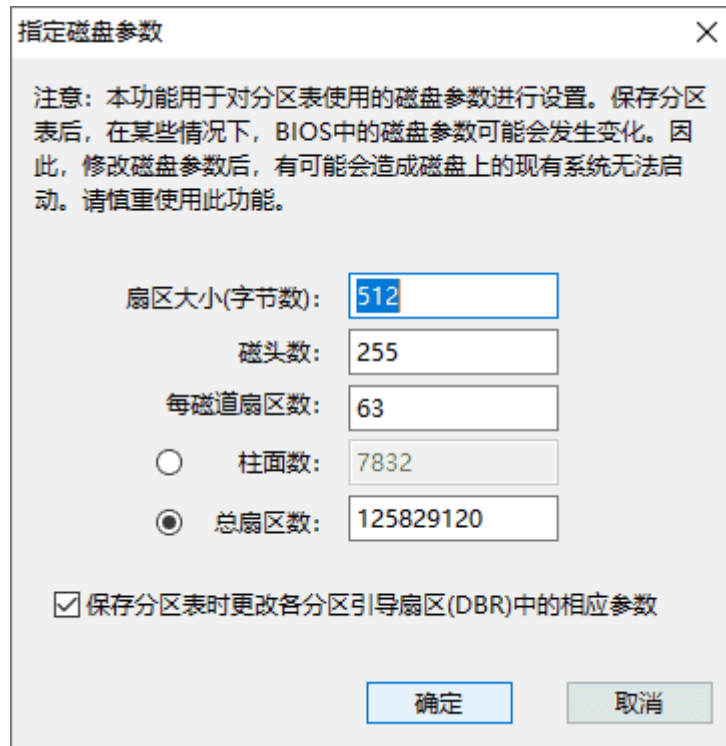 指定磁盘参数
注意：本功能用于对分区表使用的磁盘参数进行设置。保存分区
表后，在某些情况下，BIOS中的磁盘参数可能会发生变化。因
此，修改磁盘参数后，有可能会造成磁盘上的现有系统无法启
动。请慎重使用此功能。
扇区大小(字节数)： 512
磁头数： 255
每磁道扇区数： 63
柱面数： 7832
总扇区数： 125829120
保存分区表时更改各分区引导扇区(DBR)中的相应参数
确定 取消